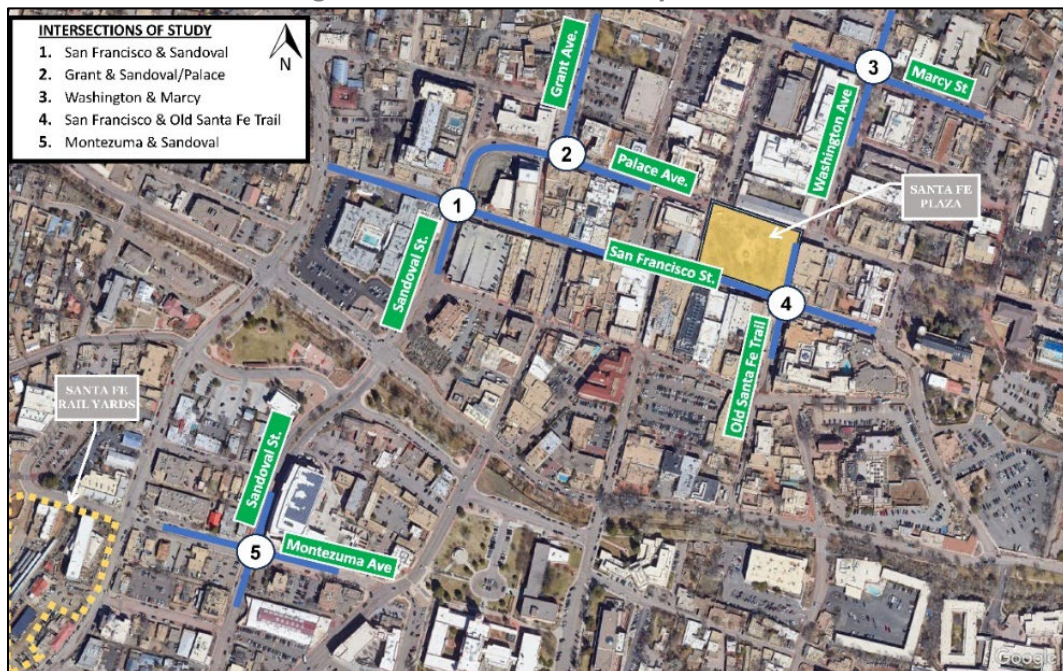 INTERSECTIONS OF STUDY
1. San Francisco & Sandoval
2. Grant & Sandoval/Palace
3. Washington & Marcy
4. San Francisco & Old Santa Fe Trail
5. Montezuma & Sandoval
N
Grant Ave.
3
Marcy St
2
Palace Ave.
Washington Ave
SANTA FE
PLAZA
1
Sandoval St.
San Francisco St.
4
Old Santa Fe Trail
SANTA FE
RAIL YARDS
Sandoval St.
5
Montezuma Ave
Google